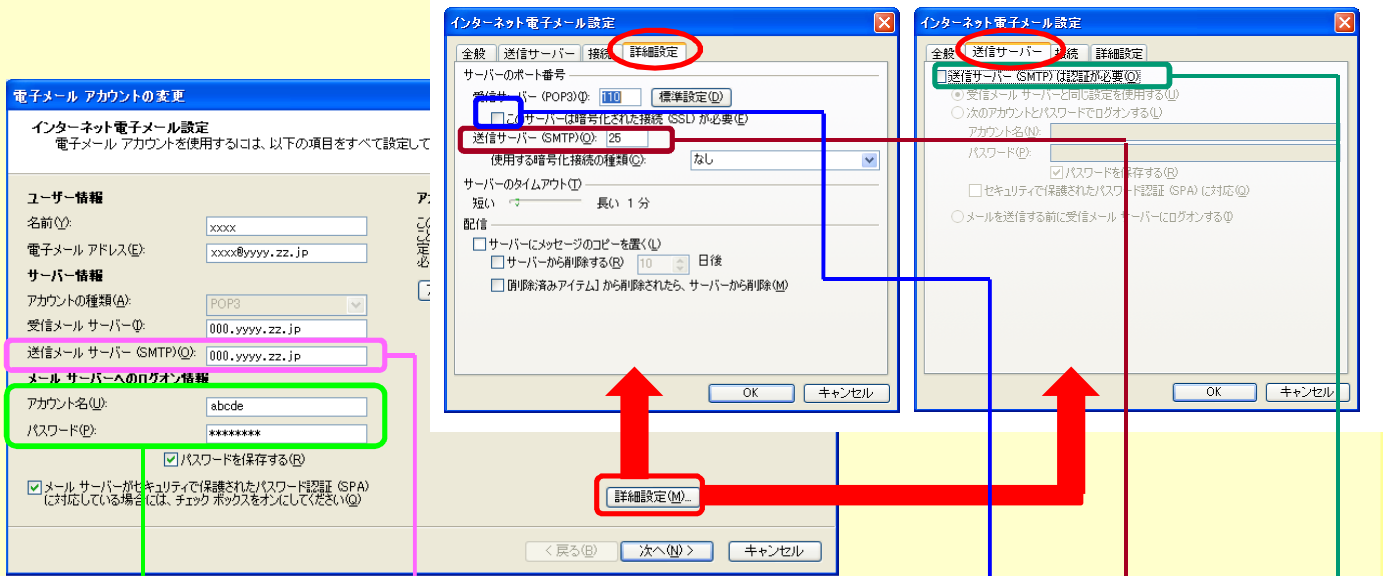 電子メール アカウントの変更
インターネット電子メール設定
電子メール アカウントを使用するには、以下の項目をすべて設定して
ユーザー情報
名前(Y):
xxxx
電子メール アドレス(E):
xxxx@yyyy.zz.jp
サーバー情報
アカウントの種類(A):
POP3
受信メール サーバー(I):
000.yyyy.zz.jp
送信メール サーバー (SMTP)(O):
000.yyyy.zz.jp
メール サーバーへのログオン情報
アカウント名(U):
abcde
パスワード(P):
********
パスワードを保存する(R)
メール サーバーがセキュリティで保護されたパスワード認証 (SPA)
に対応している場合には、チェック ボックスをオンにしてください(Q)
詳細設定(M)...
< 戻る(B)
次へ(N) >
キャンセル
インターネット電子メール設定
全般
送信サーバー
接続
詳細設定
サーバーのポート番号
受信サーバー (POP3)(I):
110
標準設定(D)
このサーバーは暗号化された接続 (SSL) が必要(E)
送信サーバー (SMTP)(O):
25
使用する暗号化接続の種類(C):
なし
サーバーのタイムアウト(T)
短い
長い 1 分
配信
サーバーにメッセージのコピーを置く(L)
サーバーから削除する(R)
10
日後
[削除済みアイテム] から削除されたら、サーバーから削除(M)
OK
キャンセル
インターネット電子メール設定
全般
送信サーバー
接続
詳細設定
送信サーバー (SMTP) は認証が必要(O)
受信メール サーバーと同じ設定を使用する(U)
次のアカウントとパスワードでログオンする(L)
アカウント名(N):
パスワード(P):
パスワードを保存する(R)
セキュリティで保護されたパスワード認証 (SPA) に対応(Q)
メールを送信する前に受信メール サーバーにログオンする(I)
OK
キャンセル